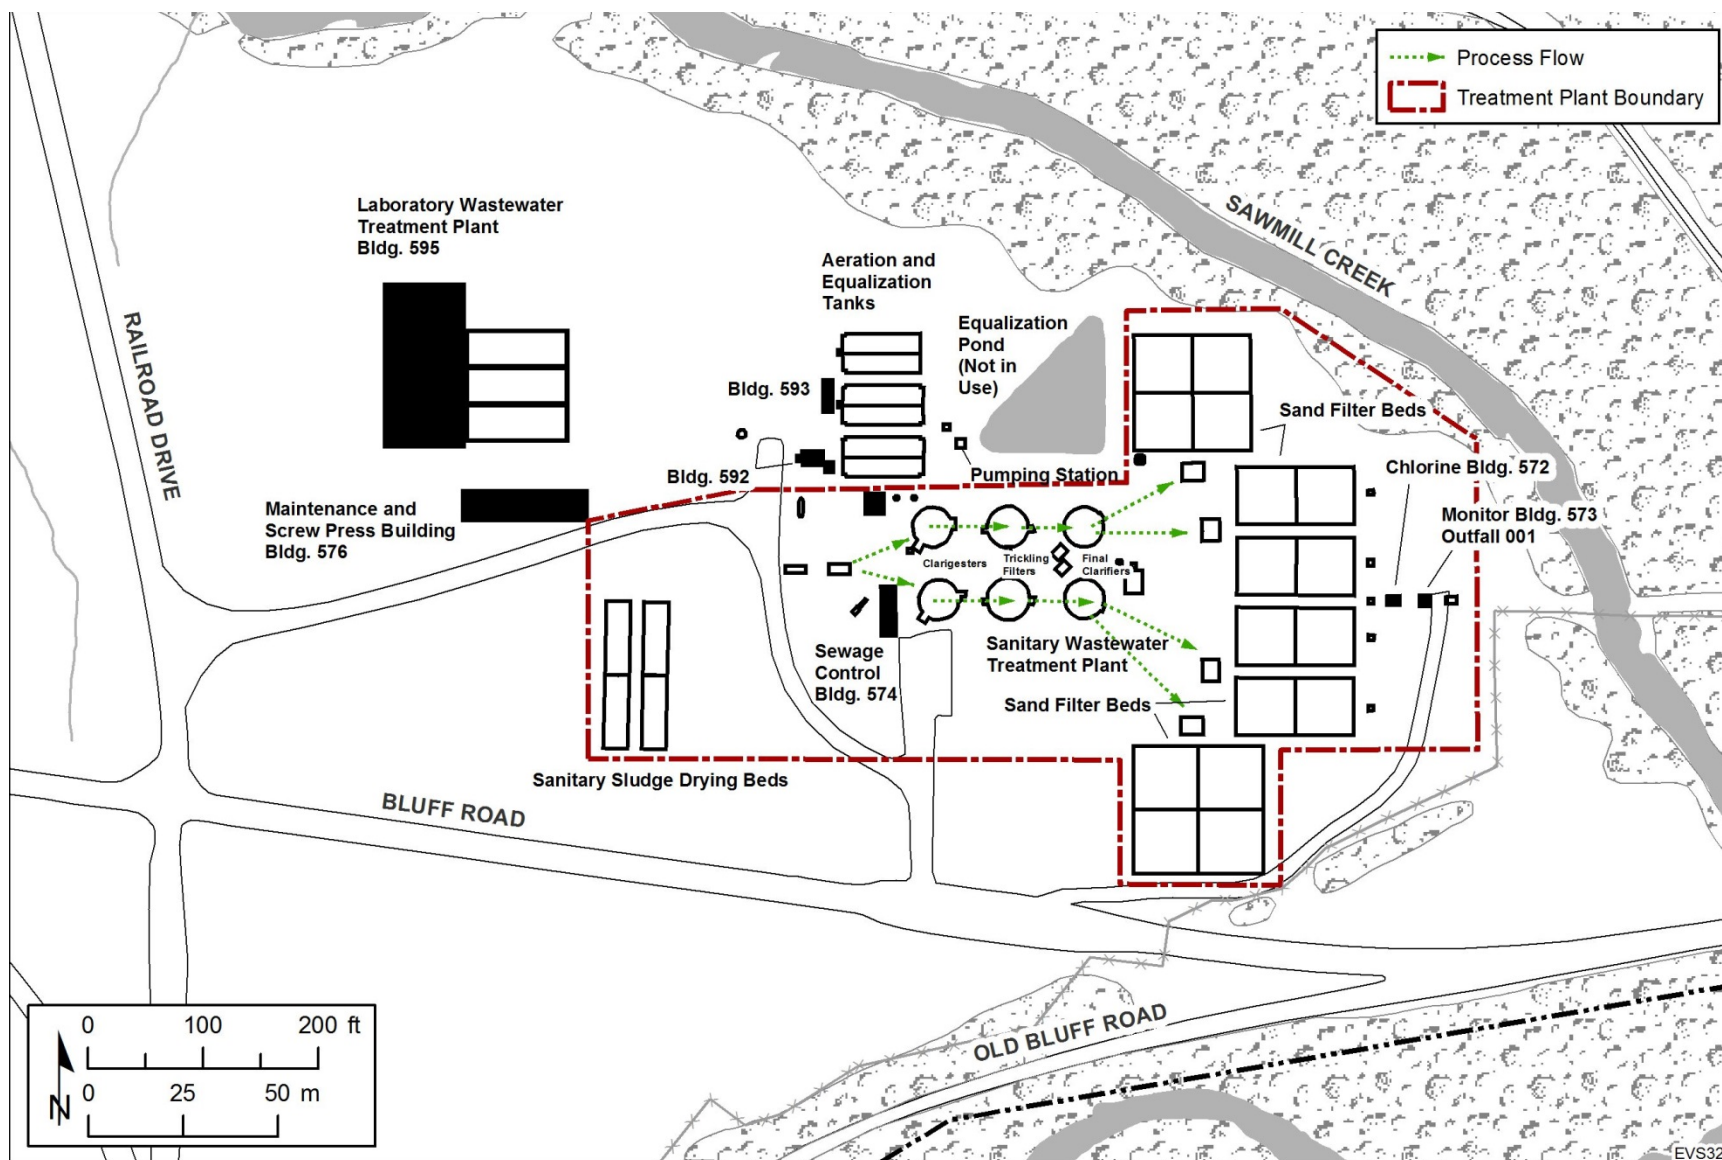 Process Flow
Treatment Plant Boundary
SAWMILL CREEK
Laboratory Wastewater
Treatment Plant
Bldg. 595
Aeration and
Equalization
Tanks
Equalization
Pond
(Not in
Use)
RAILROAD DRIVE
Bldg. 593
Sand Filter Beds
Bldg. 592
Pumping Station
Chlorine Bldg. 572
Maintenance and
Screw Press Building
Bldg. 576
Monitor Bldg. 573
Outfall 001
Clarigesters
Trickling
Filters
Final
Clarifiers
Sewage
Control
Bldg. 574
Sanitary Wastewater
Treatment Plant
Sand Filter Beds
Sanitary Sludge Drying Beds
BLUFF ROAD
OLD BLUFF ROAD
0 100 200 ft
0 25 50 m
N
EVS32